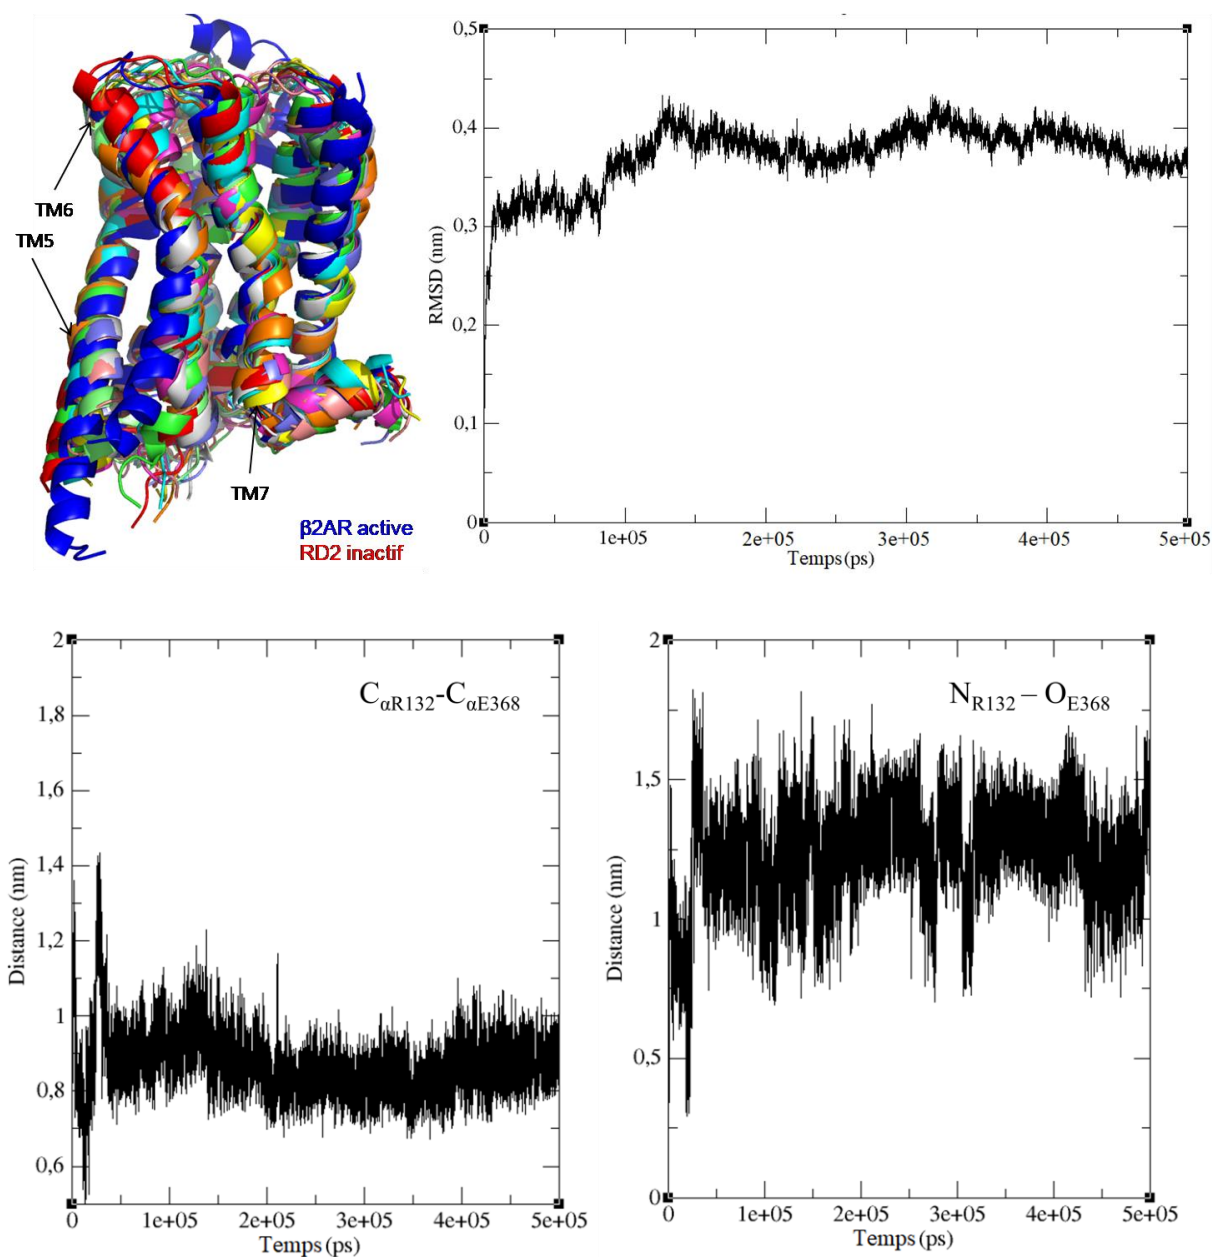 TM6
TM5
TM7
β2AR active
RD2 inactif
0,5
0,4
0,3
0,2
0,1
0
RMSD (nm)
0
1e+05
2e+05
3e+05
4e+05
5e+05
Temps (ps)
2
1,8
1,6
1,4
1,2
1
0,8
0,6
Distance (nm)
CαR132-CαE368
0
1e+05
2e+05
3e+05
4e+05
5e+05
Temps (ps)
2
1,5
1
0,5
0
Distance (nm)
NR132 – OE368
0
1e+05
2e+05
3e+05
4e+05
5e+05
Temps (ps)